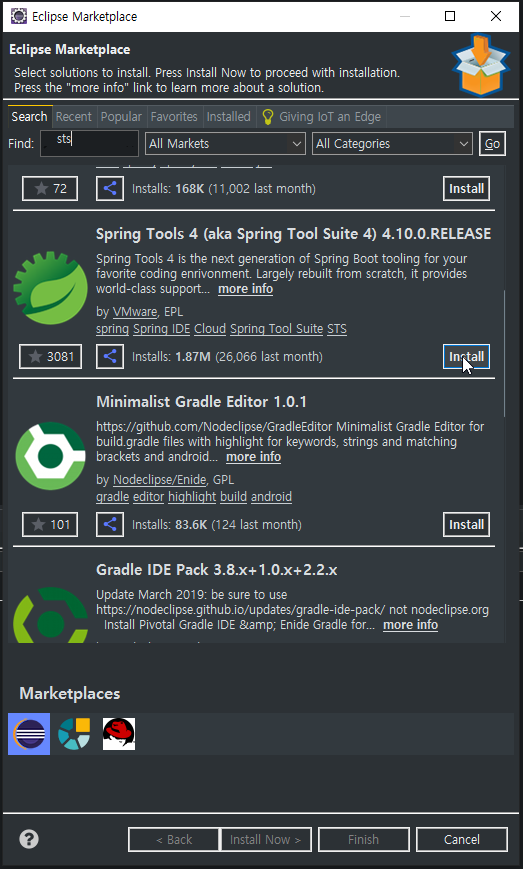 Eclipse Marketplace
Eclipse Marketplace
Select solutions to install. Press Install Now to proceed with installation.
Press the "more info" link to learn more about a solution.
Search Recent Popular Favorites Installed Giving IoT an Edge
Find: sts All Markets All Categories Go
72 Installs: 168K (11,002 last month) Install
Spring Tools 4 (aka Spring Tool Suite 4) 4.10.0.RELEASE
Spring Tools 4 is the next generation of Spring Boot tooling for your
favorite coding enrivonment. Largely rebuilt from scratch, it provides
world-class support... more info
by VMware, EPL
spring Spring IDE Cloud Spring Tool Suite STS
3081 Installs: 1.87M (26,066 last month) Install
Minimalist Gradle Editor 1.0.1
https://github.com/Nodeclipse/GradleEditor Minimalist Gradle Editor for
build.gradle files with highlight for keywords, strings and matching
brackets and android... more info
by Nodeclipse/Enide, GPL
gradle editor highlight build android
101 Installs: 83.6K (124 last month) Install
Gradle IDE Pack 3.8.x+1.0.x+2.2.x
Update March 2019: be sure to use
https://nodeclipse.github.io/updates/gradle-ide-pack/ not nodeclipse.org
Install Pivotal Gradle IDE &amp; Enide Gradle for... more info
Marketplaces
? < Back Install Now > Finish Cancel